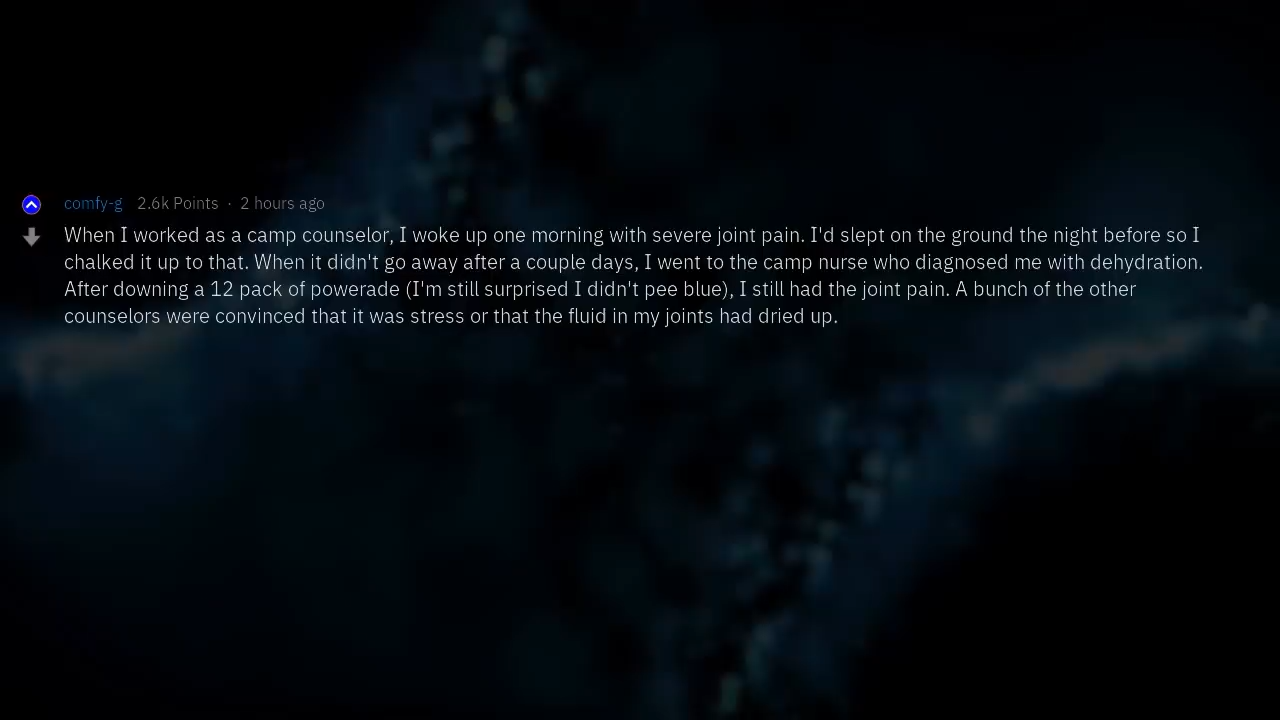 comfy-g 2.6k Points · 2 hours ago
When I worked as a camp counselor, I woke up one morning with severe joint pain. I'd slept on the ground the night before so I
chalked it up to that. When it didn't go away after a couple days, I went to the camp nurse who diagnosed me with dehydration.
After downing a 12 pack of powerade (I'm still surprised I didn't pee blue), I still had the joint pain. A bunch of the other
counselors were convinced that it was stress or that the fluid in my joints had dried up.